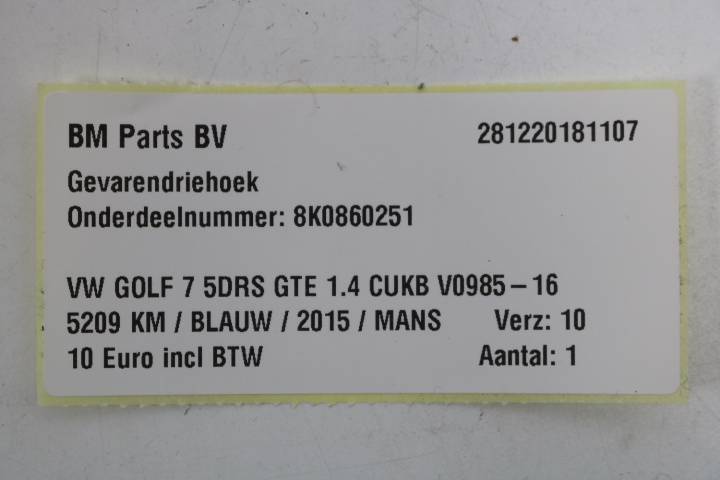 BM Parts BV 281220181107
Gevarendriehoek
Onderdeelnummer: 8K0860251
VW GOLF 7 5DRS GTE 1.4 CUKB V0985-16
5209 KM / BLAUW / 2015 / MANS Verz: 10
10 Euro incl BTW Aantal: 1